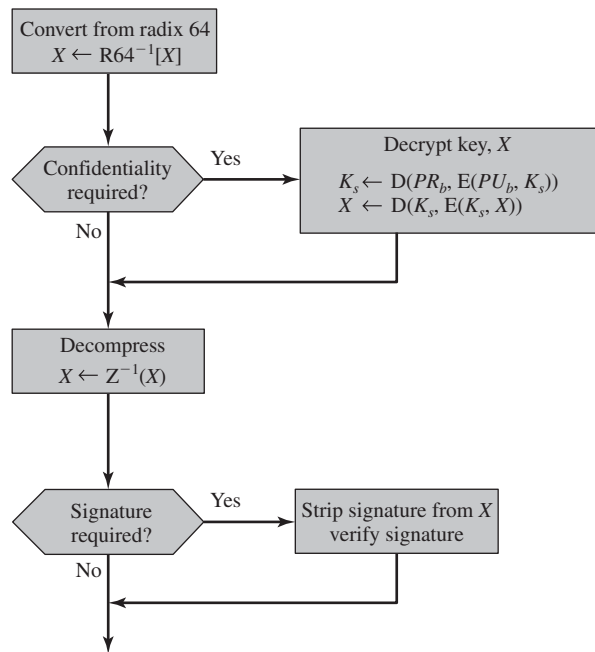 Convert from radix 64
X ← R64⁻¹[X]
Confidentiality
required?
Yes
No
Decrypt key, X
Kₛ ← D(PR_b, E(PU_b, Kₛ))
X ← D(Kₛ, E(Kₛ, X))
Decompress
X ← Z⁻¹(X)
Signature
required?
Yes
No
Strip signature from X
verify signature